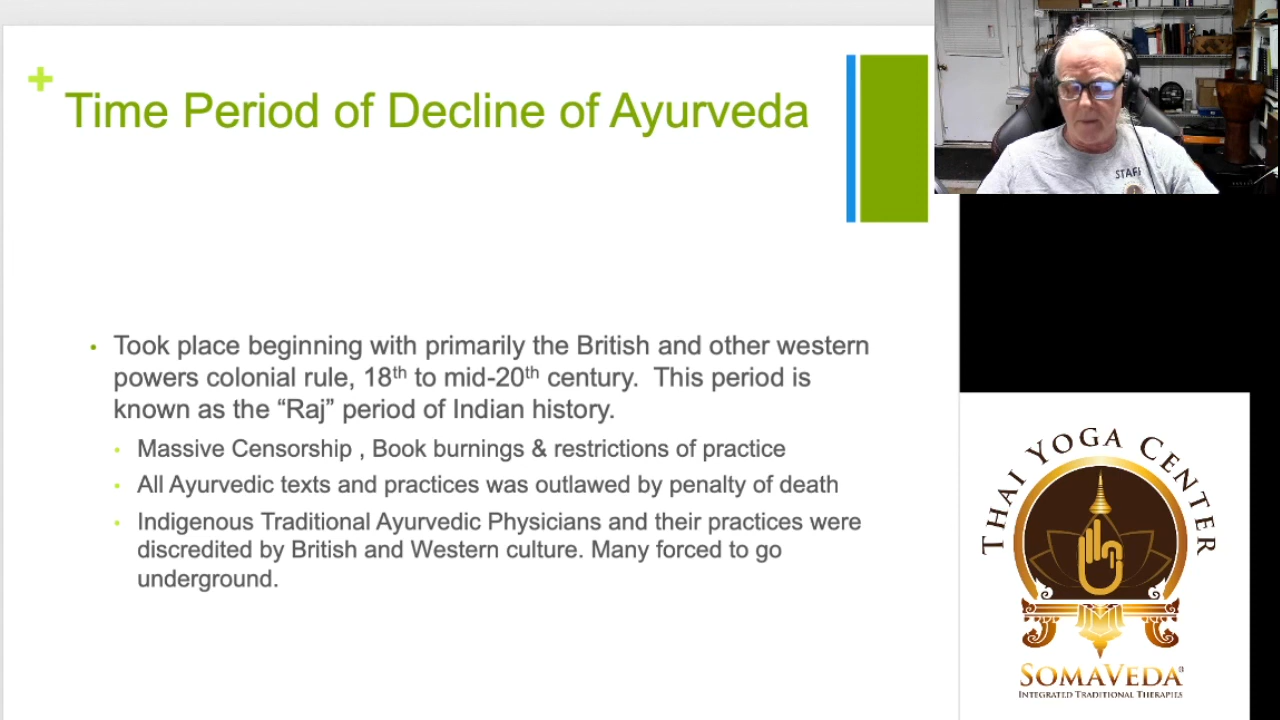 +
Time Period of Decline of Ayurveda
• Took place beginning with primarily the British and other western
powers colonial rule, 18th to mid-20th century. This period is
known as the “Raj” period of Indian history.
• Massive Censorship , Book burnings & restrictions of practice
• All Ayurvedic texts and practices was outlawed by penalty of death
• Indigenous Traditional Ayurvedic Physicians and their practices were
discredited by British and Western culture. Many forced to go
underground.
STAFF
THAI YOGA CENTER
SOMAVEDA®
INTEGRATED TRADITIONAL THERAPIES